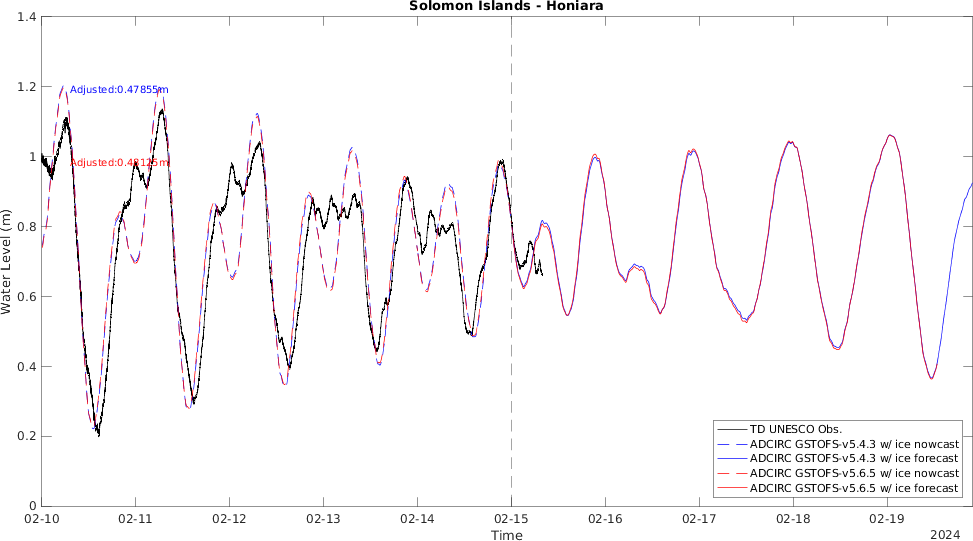 Solomon Islands - Honiara
1.4
1.2
1
0.8
0.6
0.4
0.2
0
Water Level (m)
Adjusted:0.47855m
Adjusted:0.48125m
TD UNESCO Obs.
ADCIRC GSTOFS-v5.4.3 w/ ice nowcast
ADCIRC GSTOFS-v5.4.3 w/ ice forecast
ADCIRC GSTOFS-v5.6.5 w/ ice nowcast
ADCIRC GSTOFS-v5.6.5 w/ ice forecast
02-10 02-11 02-12 02-13 02-14 02-15 02-16 02-17 02-18 02-19
Time
2024